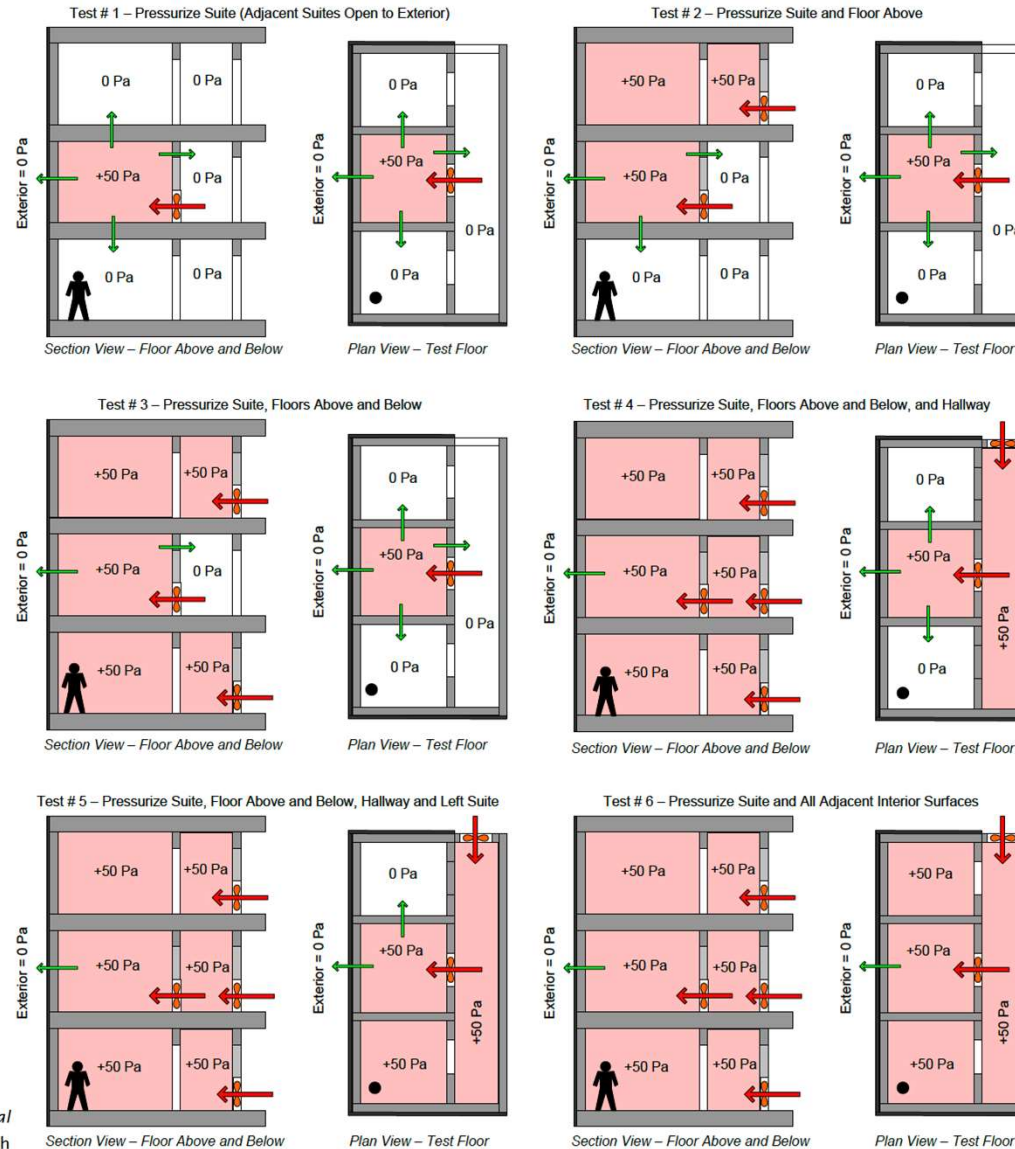 Test # 1 – Pressurize Suite (Adjacent Suites Open to Exterior)
0 Pa
0 Pa
Exterior = 0 Pa
+50 Pa
0 Pa
0 Pa
0 Pa
Section View – Floor Above and Below
0 Pa
Exterior = 0 Pa
+50 Pa
0 Pa
0 Pa
Plan View – Test Floor
Test # 2 – Pressurize Suite and Floor Above
+50 Pa
+50 Pa
Exterior = 0 Pa
+50 Pa
0 Pa
0 Pa
0 Pa
Section View – Floor Above and Below
0 Pa
Exterior = 0 Pa
+50 Pa
0 Pa
0 Pa
Plan View – Test Floor
Test # 3 – Pressurize Suite, Floors Above and Below
+50 Pa
+50 Pa
Exterior = 0 Pa
+50 Pa
0 Pa
+50 Pa
+50 Pa
Section View – Floor Above and Below
0 Pa
Exterior = 0 Pa
+50 Pa
0 Pa
0 Pa
Plan View – Test Floor
Test # 4 – Pressurize Suite, Floors Above and Below, and Hallway
+50 Pa
+50 Pa
Exterior = 0 Pa
+50 Pa
+50 Pa
+50 Pa
+50 Pa
Section View – Floor Above and Below
0 Pa
Exterior = 0 Pa
+50 Pa
+50 Pa
0 Pa
Plan View – Test Floor
Test # 5 – Pressurize Suite, Floor Above and Below, Hallway and Left Suite
+50 Pa
+50 Pa
Exterior = 0 Pa
+50 Pa
+50 Pa
+50 Pa
+50 Pa
Section View – Floor Above and Below
0 Pa
Exterior = 0 Pa
+50 Pa
+50 Pa
+50 Pa
Plan View – Test Floor
Test # 6 – Pressurize Suite and All Adjacent Interior Surfaces
+50 Pa
+50 Pa
Exterior = 0 Pa
+50 Pa
+50 Pa
+50 Pa
+50 Pa
Section View – Floor Above and Below
+50 Pa
Exterior = 0 Pa
+50 Pa
+50 Pa
+50 Pa
Plan View – Test Floor